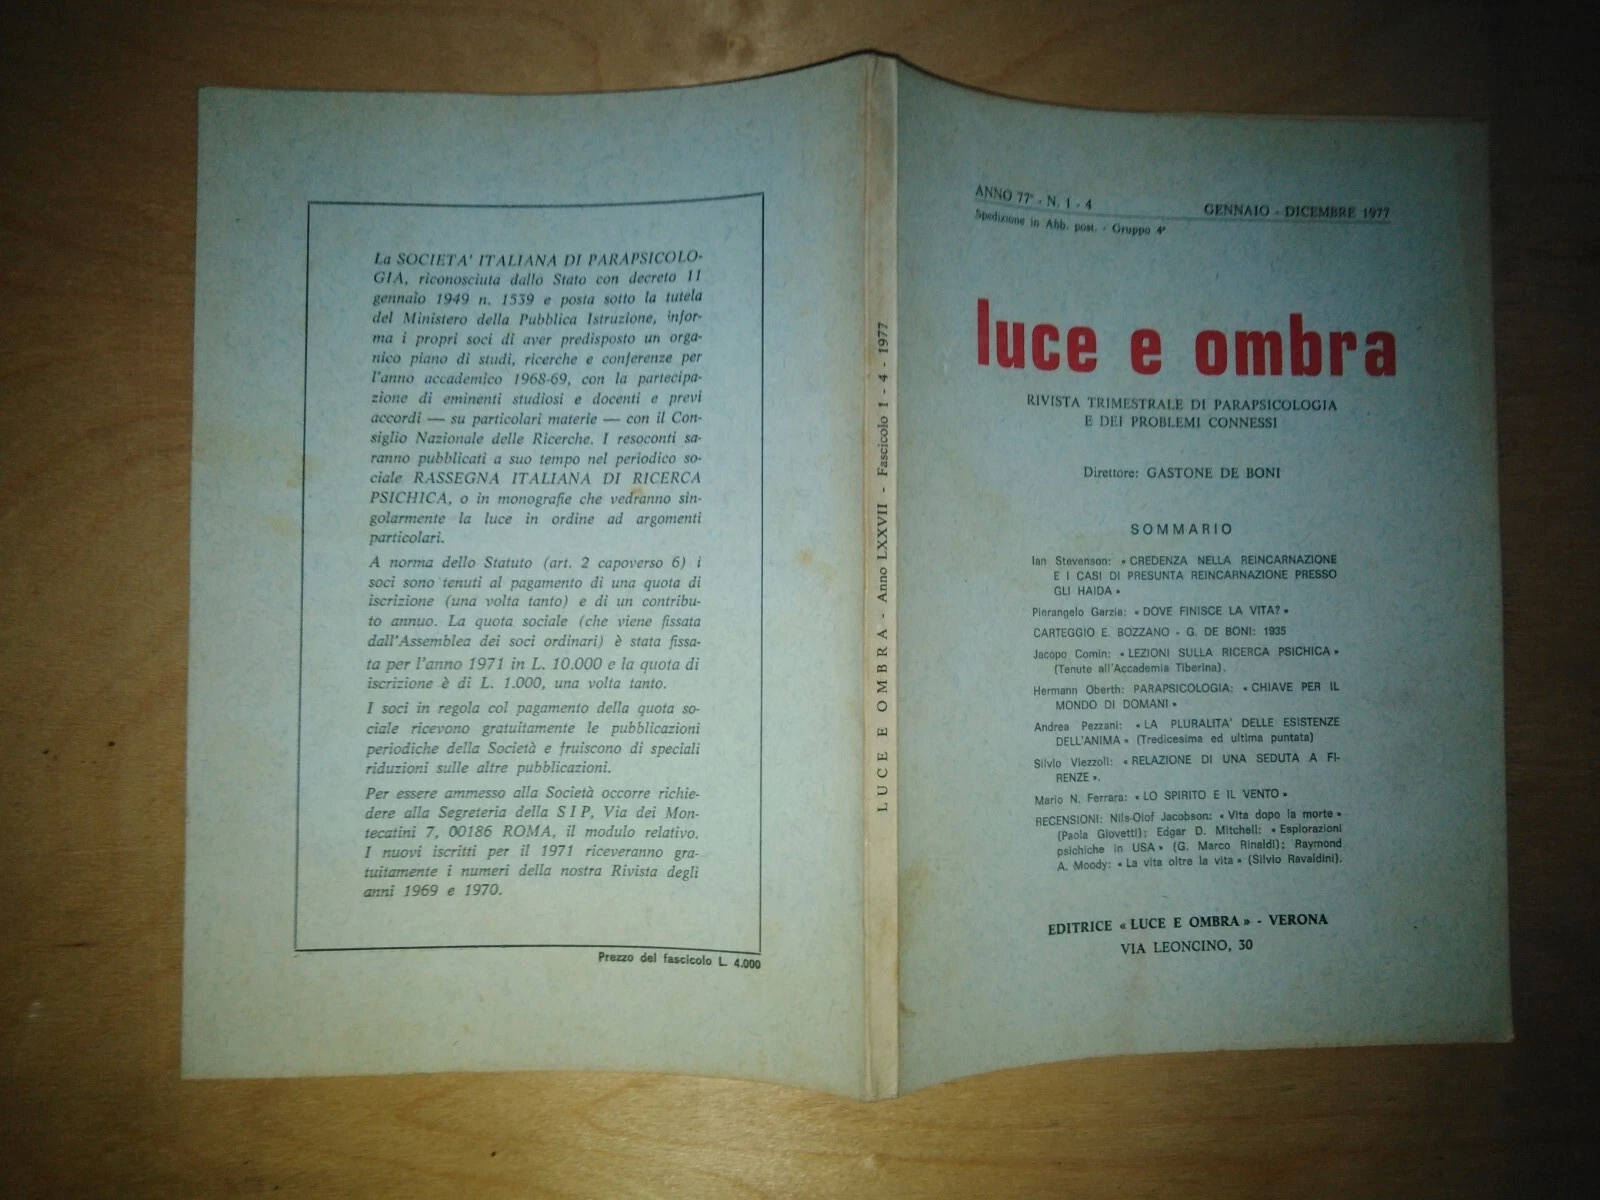 La SOCIETA' ITALIANA DI PARAPSICOLO-
GIA, riconosciuta dallo Stato con decreto 11
gennaio 1949 n. 1539 e posta sotto la tutela
del Ministero della Pubblica Istruzione, infor-
ma i propri soci di aver predisposto un orga-
nico piano di studi, ricerche e conferenze per
l'anno accademico 1968-69, con la partecipa-
zione di eminenti studiosi e docenti e previ
accordi — su particolari materie — con il Con-
siglio Nazionale delle Ricerche. I resoconti sa-
ranno pubblicati a suo tempo nel periodico so-
ciale RASSEGNA ITALIANA DI RICERCA
PSICHICA, o in monografie che vedranno sin-
golarmente la luce in ordine ad argomenti
particolari.
A norma dello Statuto (art. 2 capoverso 6) i
soci sono tenuti al pagamento di una quota di
iscrizione (una volta tanto) e di un contribu-
to annuo. La quota sociale (che viene fissata
dall'Assemblea dei soci ordinari) è stata fissa-
ta per l'anno 1971 in L. 10.000 e la quota di
iscrizione è di L. 1.000, una volta tanto.
I soci in regola col pagamento della quota so-
ciale ricevono gratuitamente le pubblicazioni
periodiche della Società e fruiscono di speciali
riduzioni sulle altre pubblicazioni.
Per essere ammesso alla Società occorre richie-
dere alla Segreteria della S I P, Via dei Mon-
tecatini 7, 00186 ROMA, il modulo relativo.
I nuovi iscritti per il 1971 riceveranno gra-
tuitamente i numeri della nostra Rivista degli
anni 1969 e 1970.
Prezzo del fascicolo L. 4.000
LUCE E OMBRA - Anno LXXVII - Fascicolo 1 - 4 - 1977
ANNO 77° - N. 1 - 4
GENNAIO - DICEMBRE 1977
Spedizione in Abb. post. - Gruppo 4°
luce e ombra
RIVISTA TRIMESTRALE DI PARAPSICOLOGIA
E DEI PROBLEMI CONNESSI
Direttore: GASTONE DE BONI
SOMMARIO
Ian Stevenson: « CREDENZA NELLA REINCARNAZIONE
E I CASI DI PRESUNTA REINCARNAZIONE PRESSO
GLI HAIDA »
Pierangelo Garzia: « DOVE FINISCE LA VITA? »
CARTEGGIO E. BOZZANO - G. DE BONI: 1935
Jacopo Comin: « LEZIONI SULLA RICERCA PSICHICA »
(Tenute all'Accademia Tiberina).
Hermann Oberth: PARAPSICOLOGIA: « CHIAVE PER IL
MONDO DI DOMANI »
Andrea Pezzani: « LA PLURALITA' DELLE ESISTENZE
DELL'ANIMA » (Tredicesima ed ultima puntata)
Silvio Viezzoli: « RELAZIONE DI UNA SEDUTA A FI-
RENZE ».
Mario N. Ferrara: « LO SPIRITO E IL VENTO »
RECENSIONI: Nils-Olof Jacobson: « Vita dopo la morte »
(Paola Giovetti); Edgar D. Mitchell: « Esplorazioni
psichiche in USA » (G. Marco Rinaldi); Raymond
A. Moody: « La vita oltre la vita » (Silvio Ravaldini).
EDITRICE « LUCE E OMBRA » - VERONA
VIA LEONCINO, 30